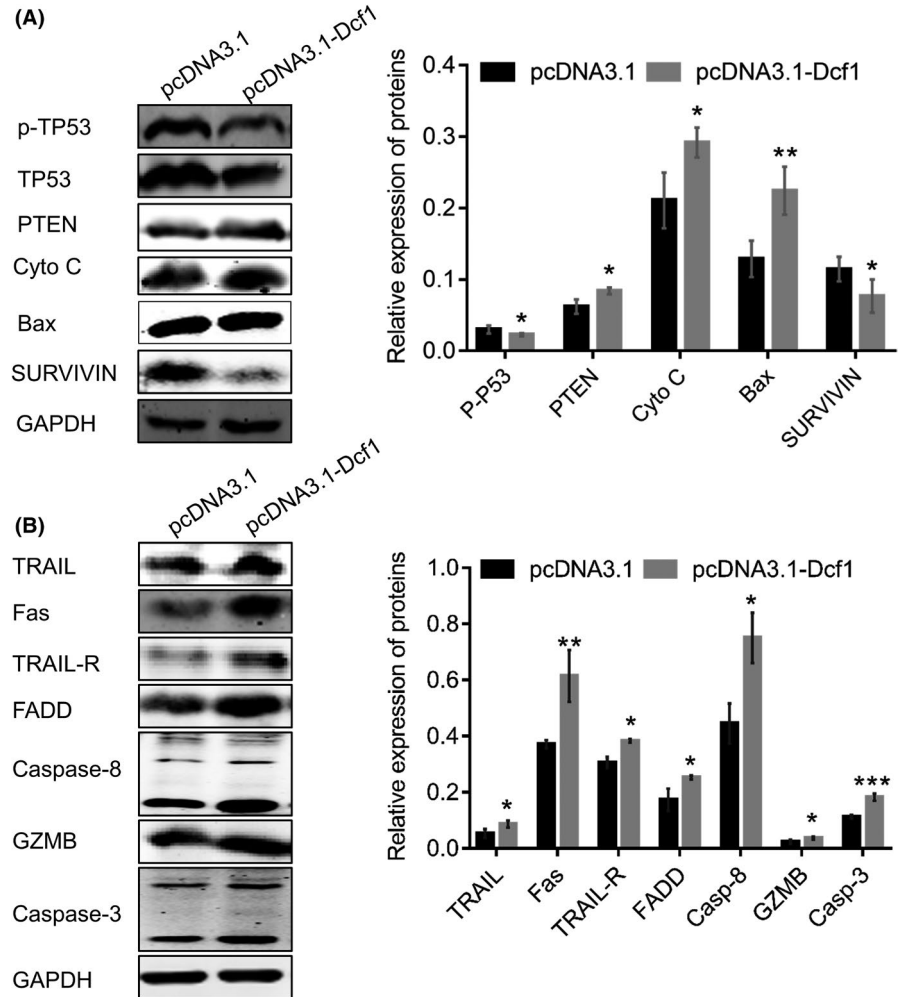 (A)
pcDNA3.1
pcDNA3.1-Dcf1
p-TP53
TP53
PTEN
Cyto C
Bax
SURVIVIN
GAPDH
Relative expression of proteins
0.4
0.3
0.2
0.1
0.0
pcDNA3.1
pcDNA3.1-Dcf1
*
*
*
**
*
P-P53
PTEN
Cyto C
Bax
SURVIVIN
(B)
pcDNA3.1
pcDNA3.1-Dcf1
TRAIL
Fas
TRAIL-R
FADD
Caspase-8
GZMB
Caspase-3
GAPDH
Relative expression of proteins
1.0
0.8
0.6
0.4
0.2
0.0
pcDNA3.1
pcDNA3.1-Dcf1
*
**
*
*
*
*
***
TRAIL
Fas
TRAIL-R
FADD
Casp-8
GZMB
Casp-3